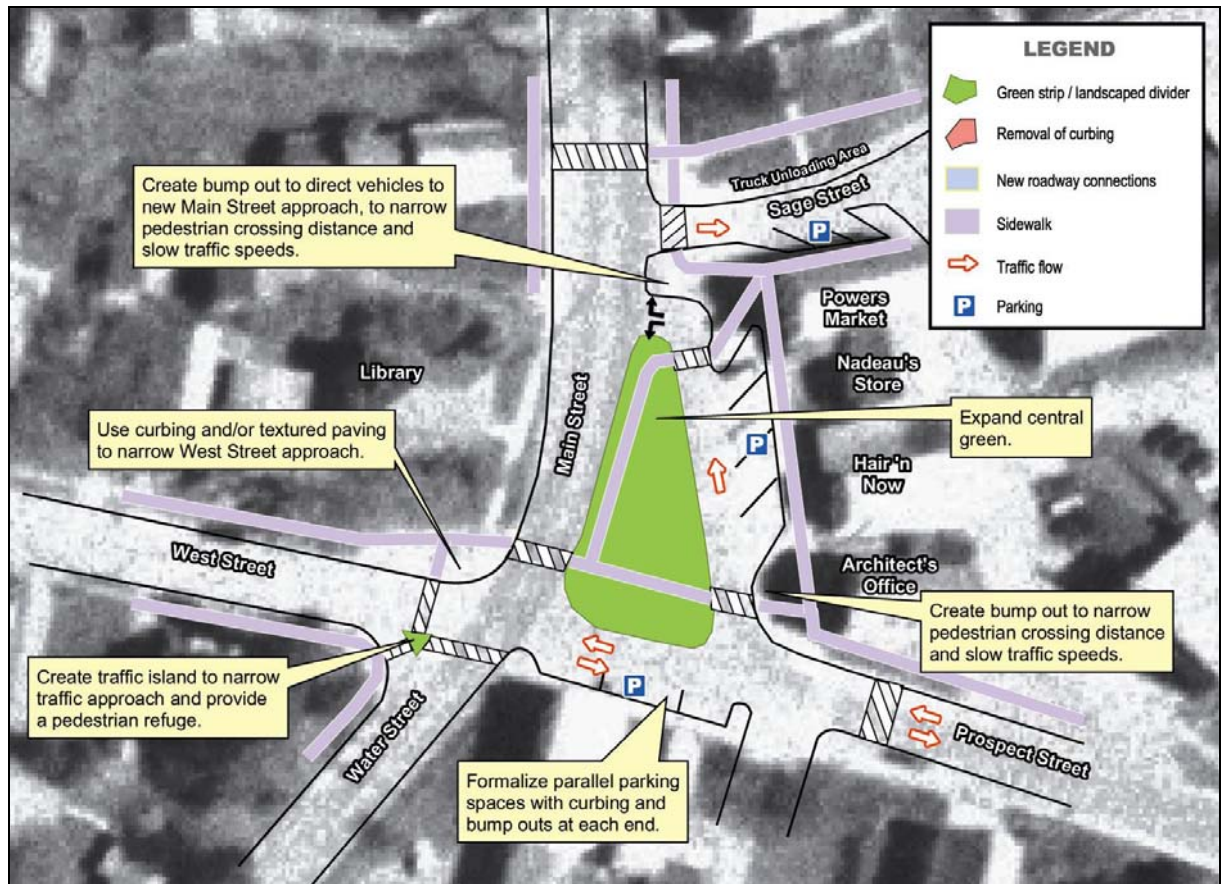 LEGEND
Green strip / landscaped divider
Removal of curbing
New roadway connections
Sidewalk
Traffic flow
P
Parking
Create bump out to direct vehicles to
new Main Street approach, to narrow
pedestrian crossing distance and
slow traffic speeds.
Truck Unloading Area
Sage Street
P
Powers
Market
Nadeau's
Store
Library
Main Street
Expand central
green.
Use curbing and/or textured paving
to narrow West Street approach.
P
Hair 'n
Now
West Street
Architect's
Office
Create bump out to narrow
pedestrian crossing distance
and slow traffic speeds.
Create traffic island to narrow
traffic approach and provide
a pedestrian refuge.
P
Water Street
Prospect Street
Formalize parallel parking
spaces with curbing and
bump outs at each end.